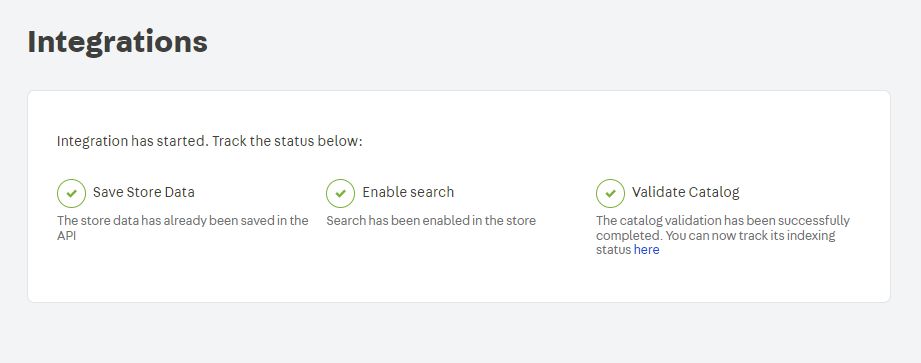 Integrations
Integration has started. Track the status below:
Save Store Data
The store data has already been saved in the
API
Enable search
Search has been enabled in the store
Validate Catalog
The catalog validation has been successfully
completed. You can now track its indexing
status here